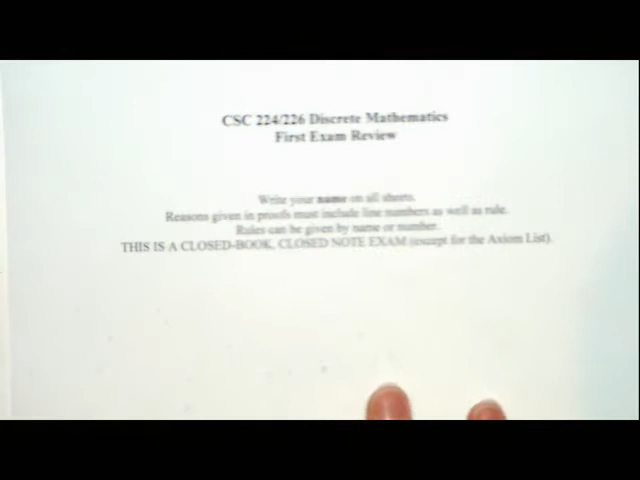 CSC 224/226 Discrete Mathematics
First Exam Review
Write your name on all sheets.
Reasons given in proofs must include line numbers as well as rule.
Rules can be given by name or number.
THIS IS A CLOSED-BOOK, CLOSED NOTE EXAM (except for the Axiom List).